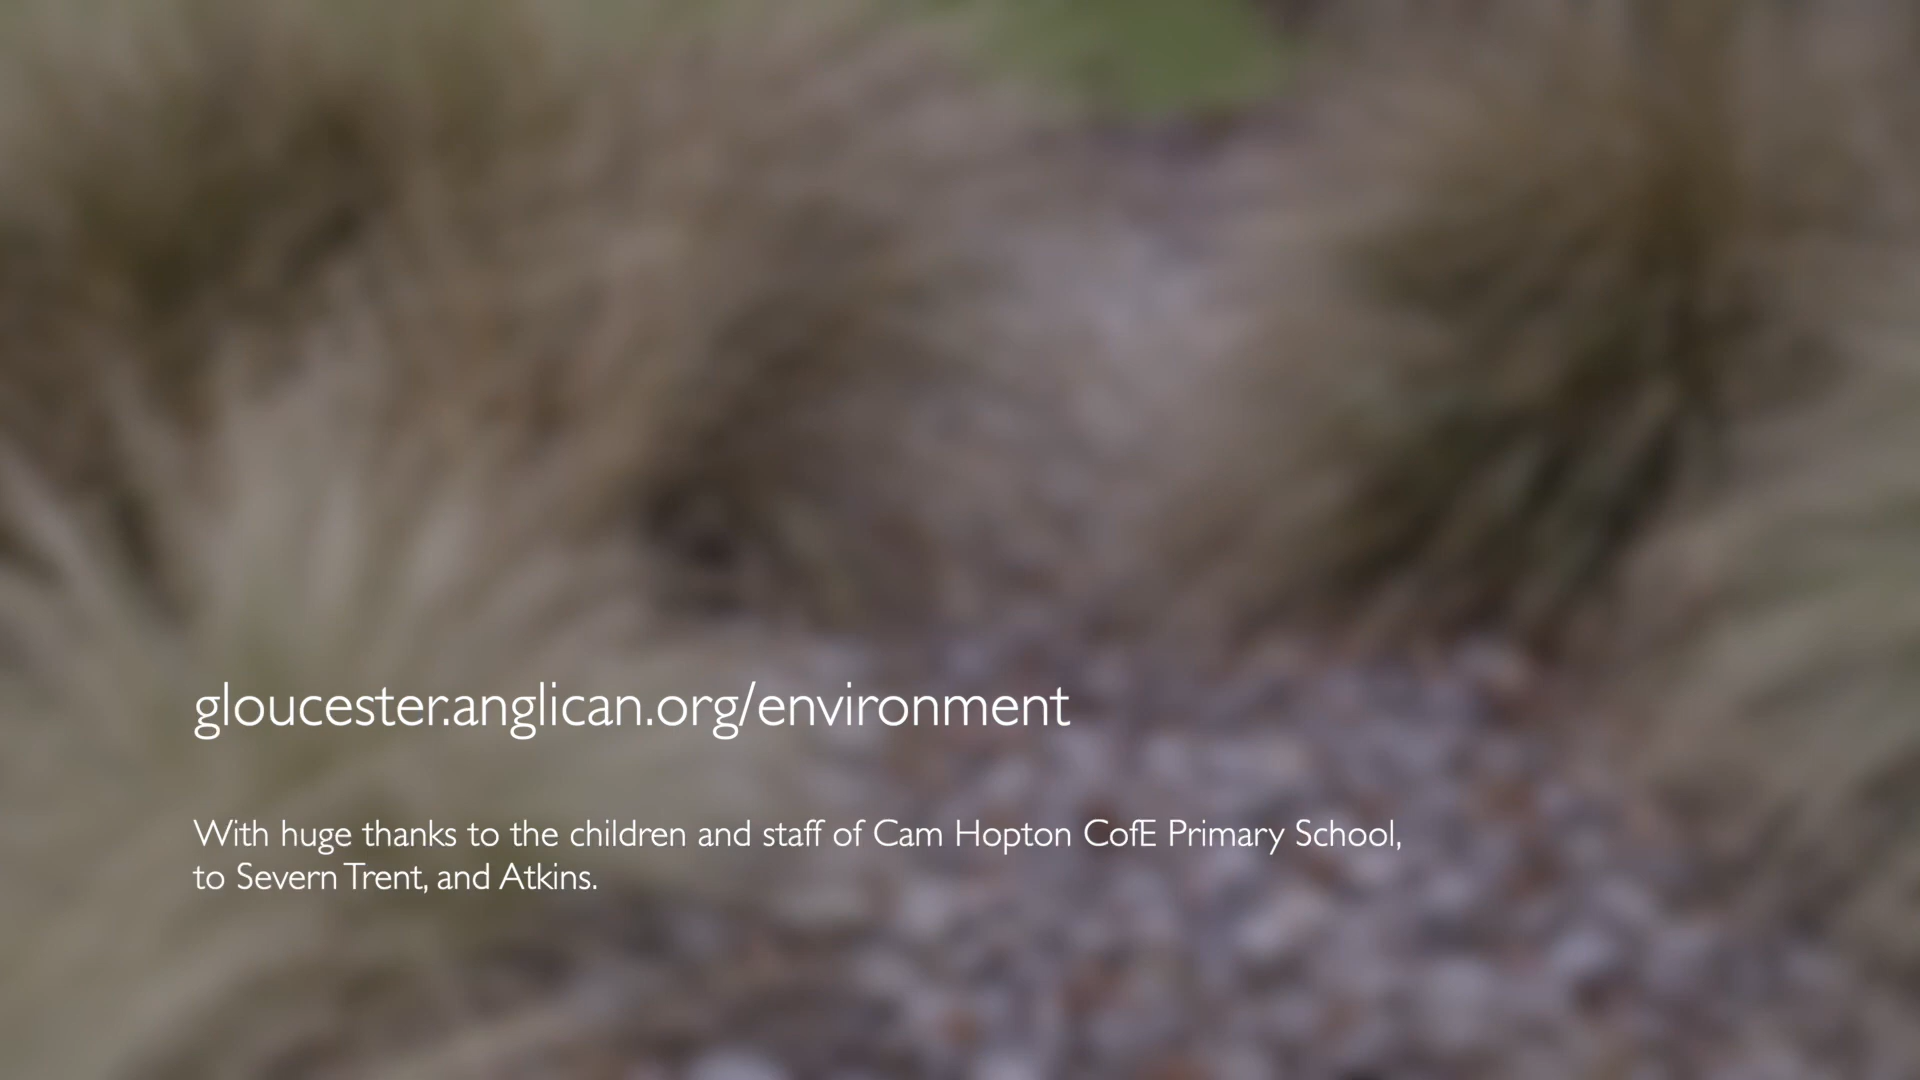 gloucester.anglican.org/environment
With huge thanks to the children and staff of Cam Hopton CofE Primary School,
to Severn Trent, and Atkins.